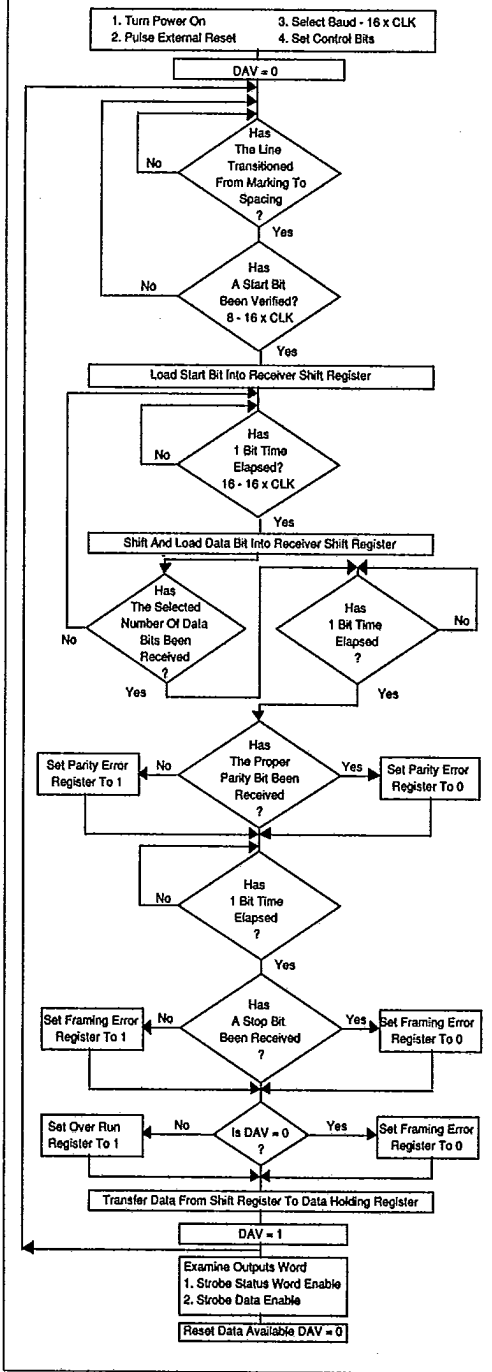 1. Turn Power On
3. Select Baud - 16 x CLK
2. Pulse External Reset
4. Set Control Bits
DAV = 0
Has
The Line
Transitioned
From Marking To
Spacing
?
No
Yes
Has
A Start Bit
Been Verified?
8 - 16 x CLK
No
Yes
Load Start Bit Into Receiver Shift Register
Has
1 Bit Time
Elapsed?
16 - 16 x CLK
No
Yes
Shift And Load Data Bit Into Receiver Shift Register
Has
The Selected
Number Of Data
Bits Been
Received
?
No
Yes
Has
1 Bit Time
Elapsed
?
No
Yes
Has
The Proper
Parity Bit Been
Received
?
No
Yes
Set Parity Error
Register To 1
Set Parity Error
Register To 0
Has
1 Bit Time
Elapsed
?
No
Yes
Has
A Stop Bit
Been Received
?
No
Yes
Set Framing Error
Register To 1
Set Framing Error
Register To 0
Is DAV = 0
?
No
Yes
Set Over Run
Register To 1
Set Framing Error
Register To 0
Transfer Data From Shift Register To Data Holding Register
DAV = 1
Examine Outputs Word
1. Strobe Status Word Enable
2. Strobe Data Enable
Reset Data Available DAV = 0